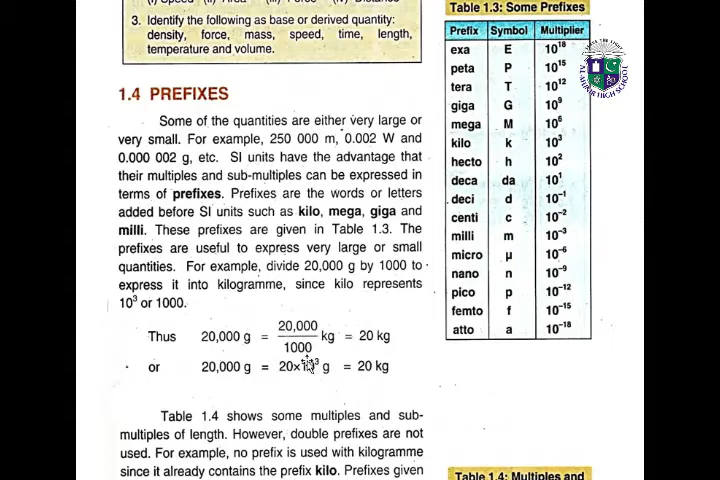 3. Identify the following as base or derived quantity:
density, force, mass, speed, time, length,
temperature and volume.
1.4 PREFIXES
Some of the quantities are either very large or
very small. For example, 250 000 m, 0.002 W and
0.000 002 g, etc. SI units have the advantage that
their multiples and sub-multiples can be expressed in
terms of prefixes. Prefixes are the words or letters
added before SI units such as kilo, mega, giga and
milli. These prefixes are given in Table 1.3. The
prefixes are useful to express very large or small
quantities. For example, divide 20,000 g by 1000 to
express it into kilogramme, since kilo represents
10³ or 1000.
Thus 20,000 g = 20,000/1000 kg = 20 kg
or 20,000 g = 20×10³ g = 20 kg
Table 1.4 shows some multiples and sub-
multiples of length. However, double prefixes are not
used. For example, no prefix is used with kilogramme
since it already contains the prefix kilo. Prefixes given
Table 1.3: Some Prefixes
Prefix Symbol Multiplier
exa E 10¹⁸
peta P 10¹⁵
tera T 10¹²
giga G 10⁹
mega M 10⁶
kilo k 10³
hecto h 10²
deca da 10¹
deci d 10⁻¹
centi c 10⁻²
milli m 10⁻³
micro μ 10⁻⁶
nano n 10⁻⁹
pico p 10⁻¹²
femto f 10⁻¹⁵
atto a 10⁻¹⁸
Table 1.4: Multiples and